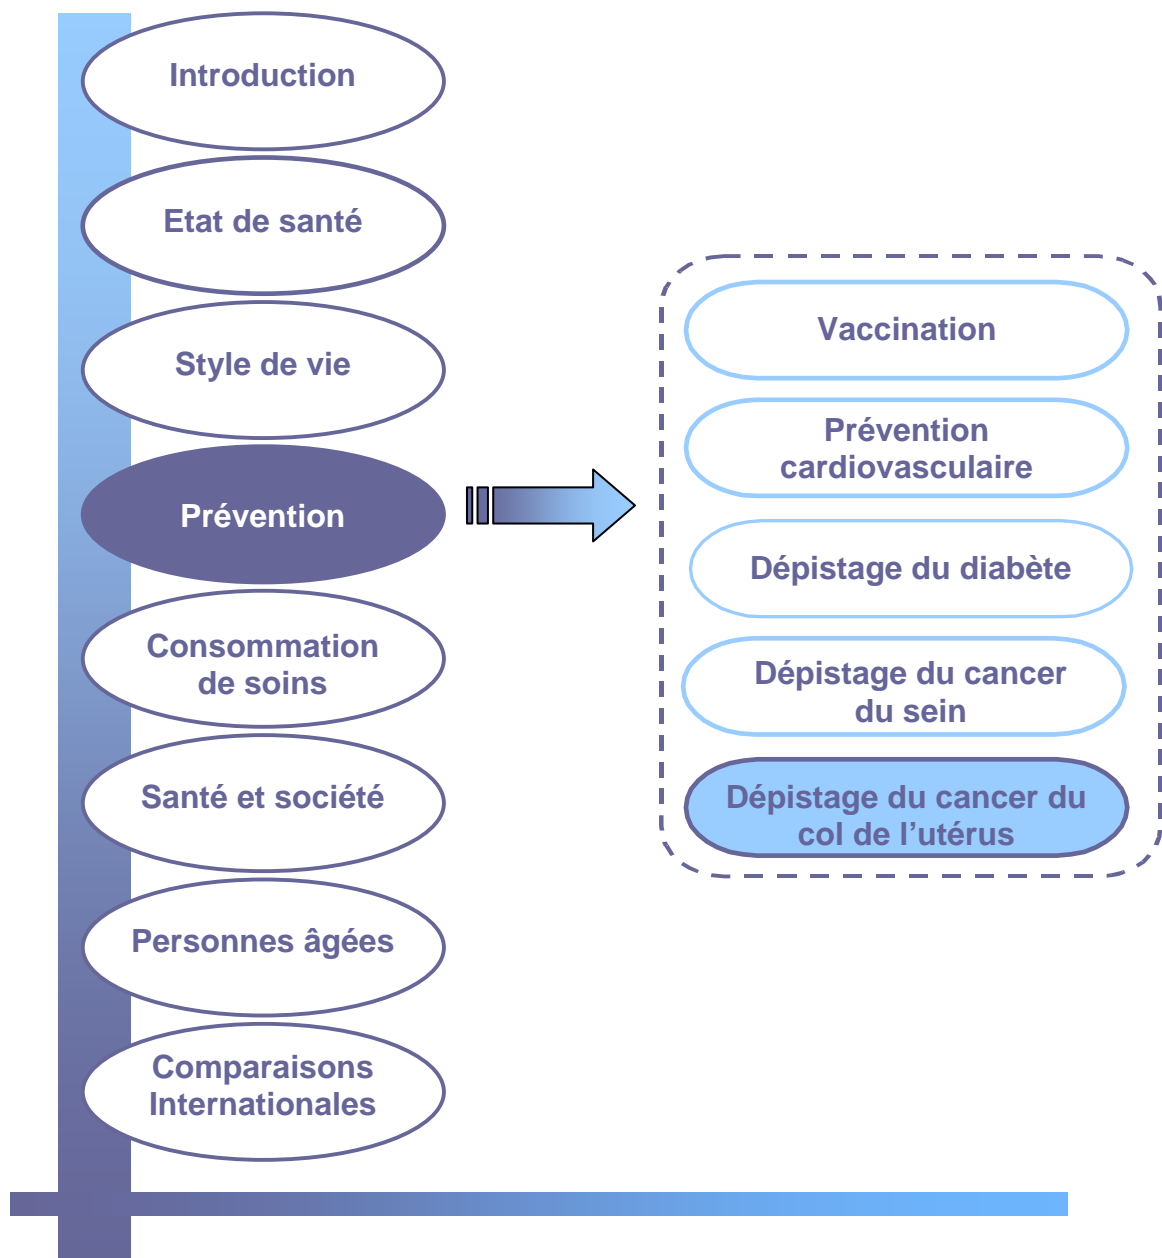 Introduction
Etat de santé
Style de vie
Prévention
Consommation
de soins
Santé et société
Personnes âgées
Comparaisons
Internationales
Vaccination
Prévention
cardiovasculaire
Dépistage du diabète
Dépistage du cancer
du sein
Dépistage du cancer du
col de l’utérus